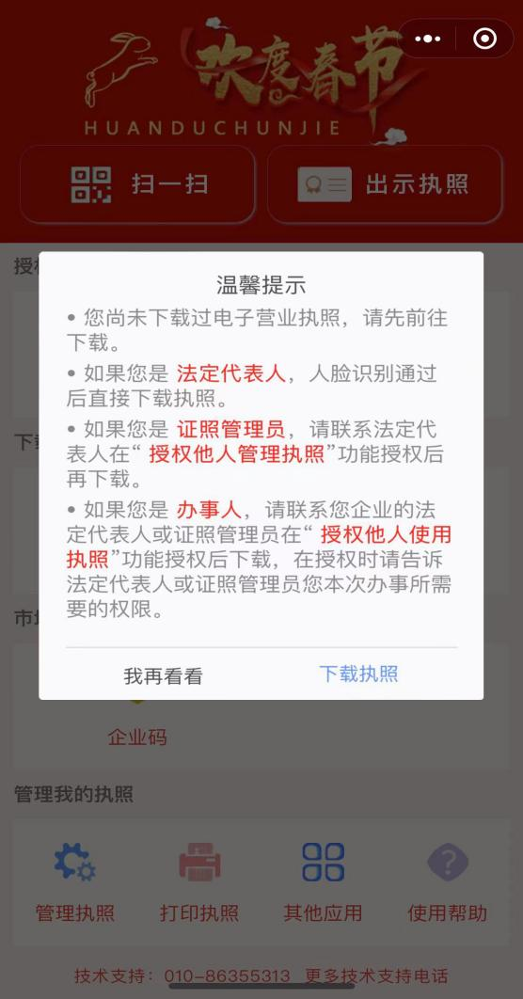 欢度春节
HUANDUCHUNJIE
扫一扫
出示执照
授权
温馨提示
• 您尚未下载过电子营业执照，请先前往
下载。
• 如果您是 法定代表人，人脸识别通过
后直接下载执照。
• 如果您是 证照管理员，请联系法定代
表人在“ 授权他人管理执照”功能授权后
再下载。
• 如果您是 办事人，请联系您企业的法
定代表人或证照管理员在“ 授权他人使用
执照”功能授权后下载，在授权时请告诉
法定代表人或证照管理员您本次办事所需
要的权限。
下载
市场
我再看看
下载执照
企业码
管理我的执照
管理执照
打印执照
其他应用
使用帮助
技术支持：010-86355313 更多技术支持电话